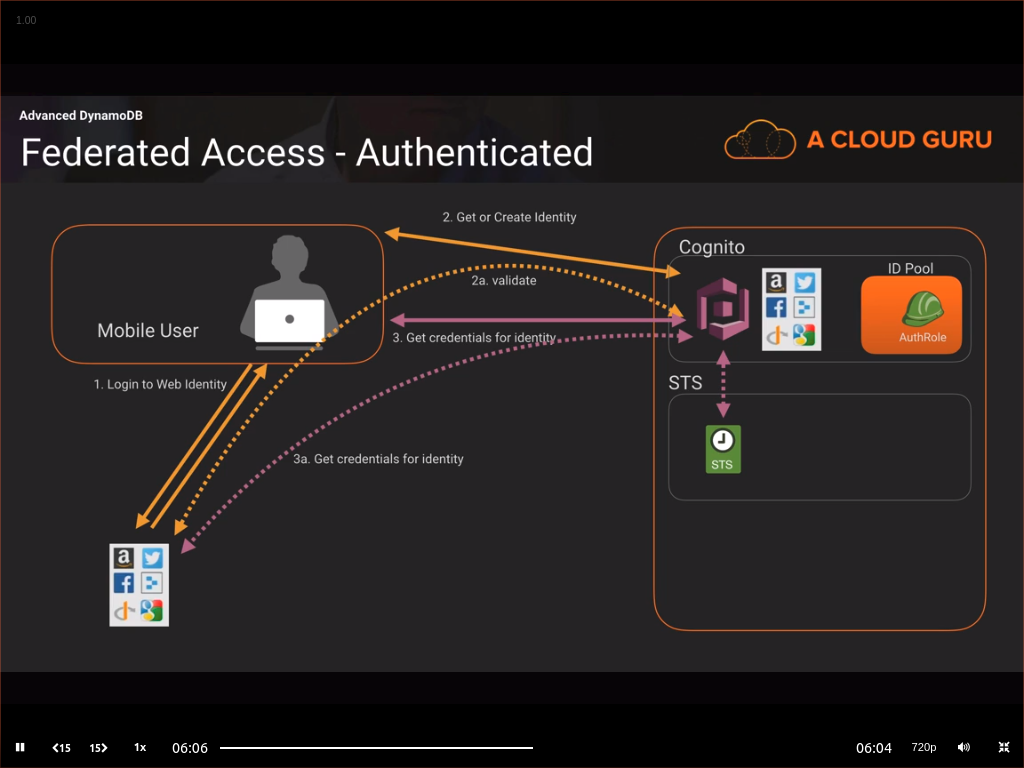 1.00
Advanced DynamoDB
Federated Access - Authenticated
A CLOUD GURU
2. Get or Create Identity
Cognito
ID Pool
a
2a. validate
AuthRole
Mobile User
3. Get credentials for identity
1. Login to Web Identity
STS
STS
3a. Get credentials for identity
a
15
15
1x
06:06
06:04
720p